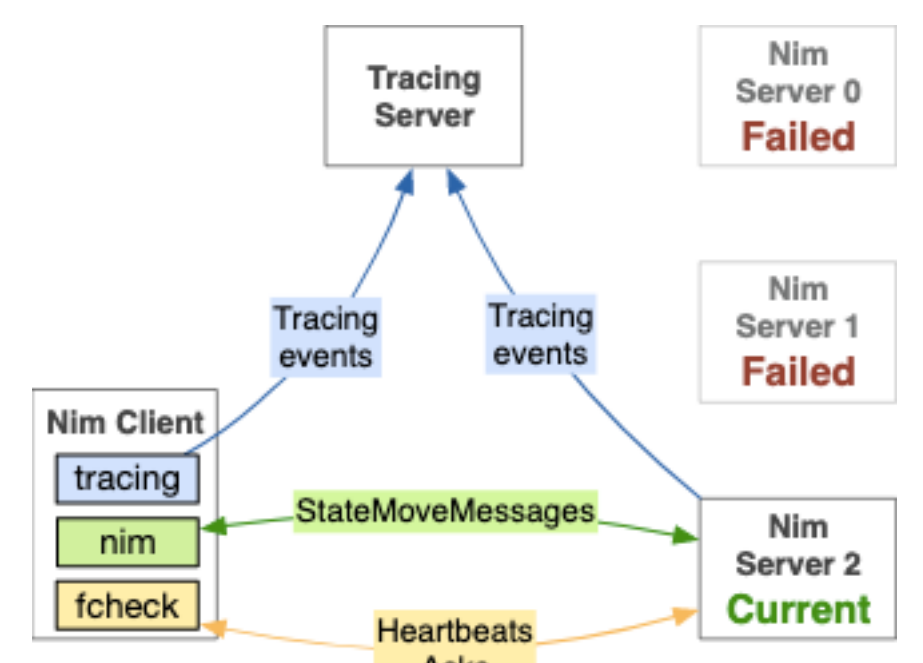 Tracing
Server
Nim
Server 0
Failed
Nim
Server 1
Failed
Tracing
events
Tracing
events
Nim Client
tracing
nim
fcheck
StateMoveMessages
Nim
Server 2
Current
Heartbeats